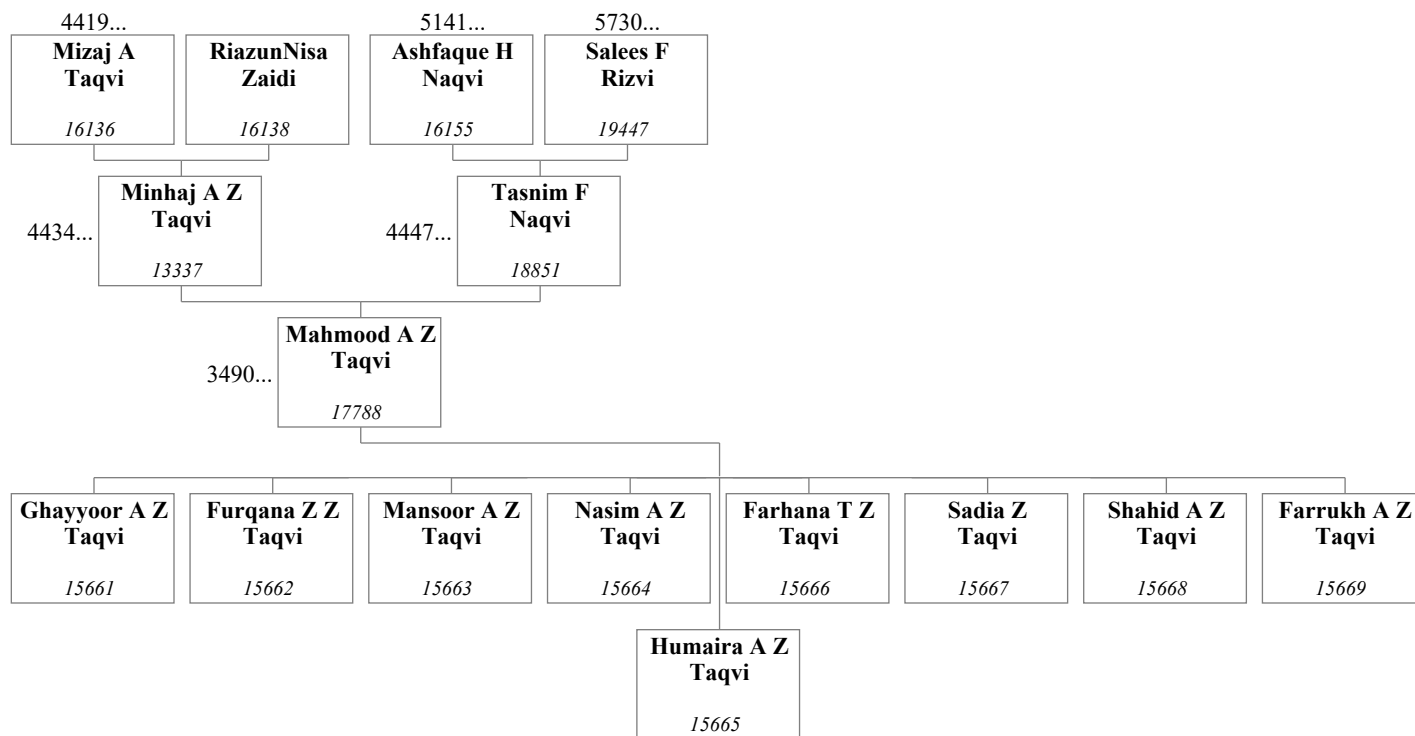 4419...
5141...
5730...
Mizaj A
Taqvi
16136
RiazunNisa
Zaidi
16138
Ashfaque H
Naqvi
16155
Salees F
Rizvi
19447
4434...
Minhaj A Z
Taqvi
13337
4447...
Tasnim F
Naqvi
18851
3490...
Mahmood A Z
Taqvi
17788
Ghayyoor A Z
Taqvi
15661
Furqana Z Z
Taqvi
15662
Mansoor A Z
Taqvi
15663
Nasim A Z
Taqvi
15664
Farhana T Z
Taqvi
15666
Sadia Z
Taqvi
15667
Shahid A Z
Taqvi
15668
Farrukh A Z
Taqvi
15669
Humaira A Z
Taqvi
15665